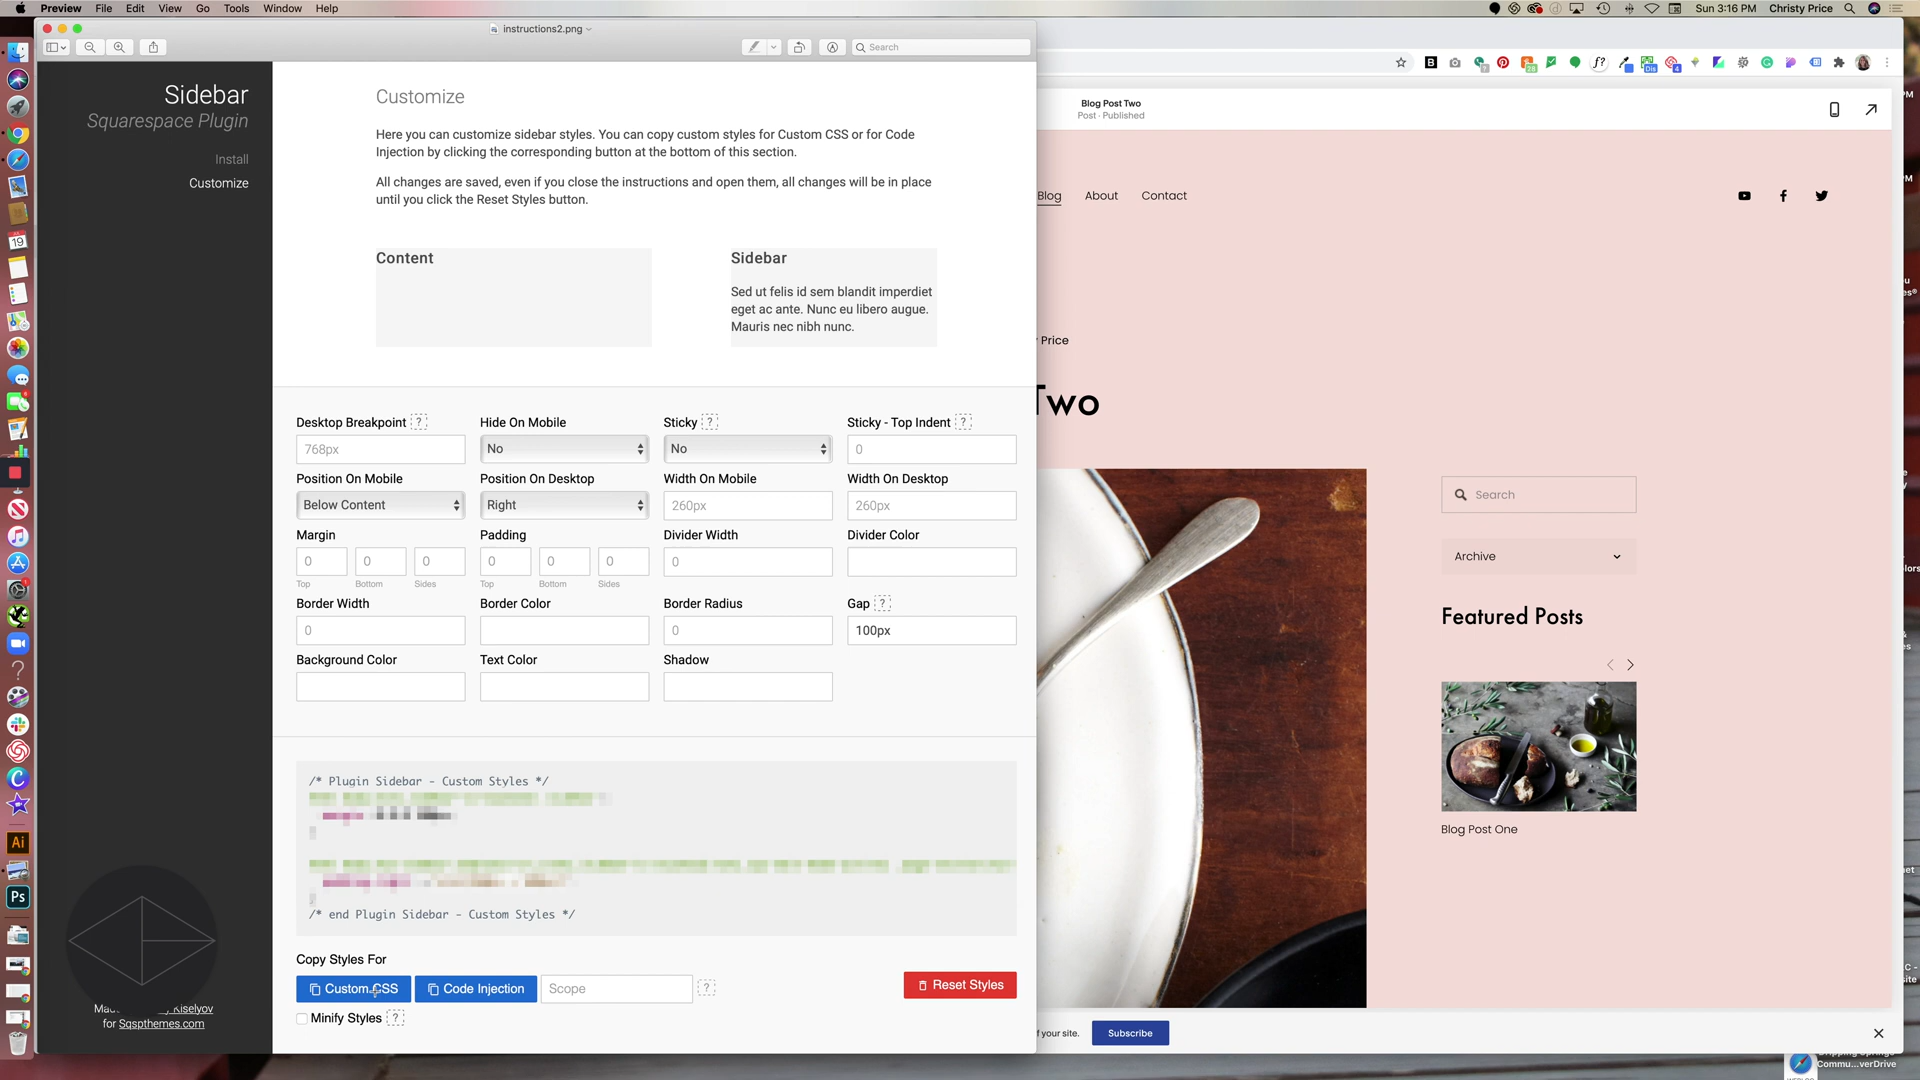 Preview File Edit View Go Tools Window Help
Sun 3:16 PM Christy Price
instructions2.png
Search
Sidebar
Squarespace Plugin
Install
Customize
Customize
Here you can customize sidebar styles. You can copy custom styles for Custom CSS or for Code
Injection by clicking the corresponding button at the bottom of this section.
All changes are saved, even if you close the instructions and open them, all changes will be in place
until you click the Reset Styles button.
Content
Sidebar
Sed ut felis id sem blandit imperdiet
eget ac ante. Nunc eu libero augue.
Mauris nec nibh nunc.
Desktop Breakpoint ? Hide On Mobile Sticky ? Sticky - Top Indent ?
768px No No 0
Position On Mobile Position On Desktop Width On Mobile Width On Desktop
Below Content Right 260px 260px
Margin Padding Divider Width Divider Color
0 0 0 0 0 0 0
Top Bottom Sides Top Bottom Sides
Border Width Border Color Border Radius Gap ?
0 0 100px
Background Color Text Color Shadow
/* Plugin Sidebar - Custom Styles */
/* end Plugin Sidebar - Custom Styles */
Copy Styles For
Custom CSS Code Injection Scope ? Reset Styles
Minify Styles ?
Kiselyov
for Sqspthemes.com
Blog Post Two
Post · Published
Blog About Contact
Price
Two
Search
Archive
Featured Posts
Blog Post One
f your site. Subscribe
Commu...verDrive
19
Ai
Ps